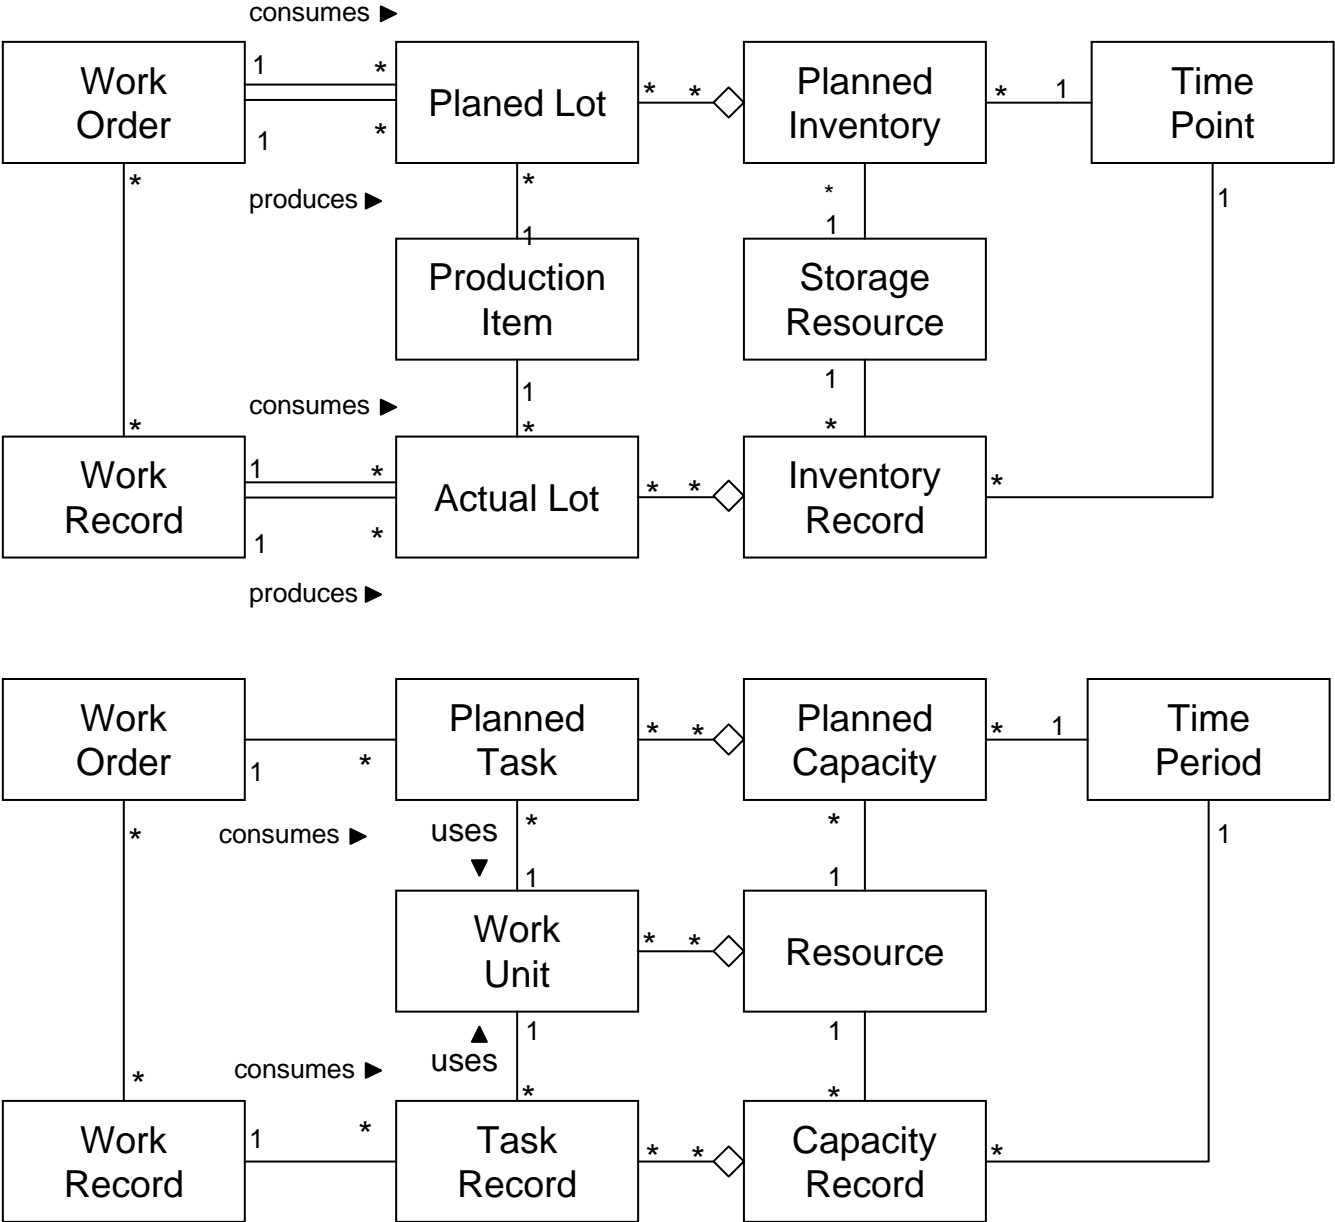 consumes ►
Work
Order
1
*
1
*
Planed Lot
* *
Planned
Inventory
* 1
Time
Point
*
produces ►
*
1
*
1
1
Production
Item
Storage
Resource
consumes ►
1
*
1
*
*
Work
Record
1
*
1
*
Actual Lot
* *
Inventory
Record
*
produces ►
Work
Order
1
*
Planned
Task
* *
Planned
Capacity
* 1
Time
Period
*
consumes ►
uses
▼
*
1
*
1
1
Work
Unit
* *
Resource
*
consumes ►
▲
uses
1
*
1
*
Work
Record
1
*
Task
Record
* *
Capacity
Record
*